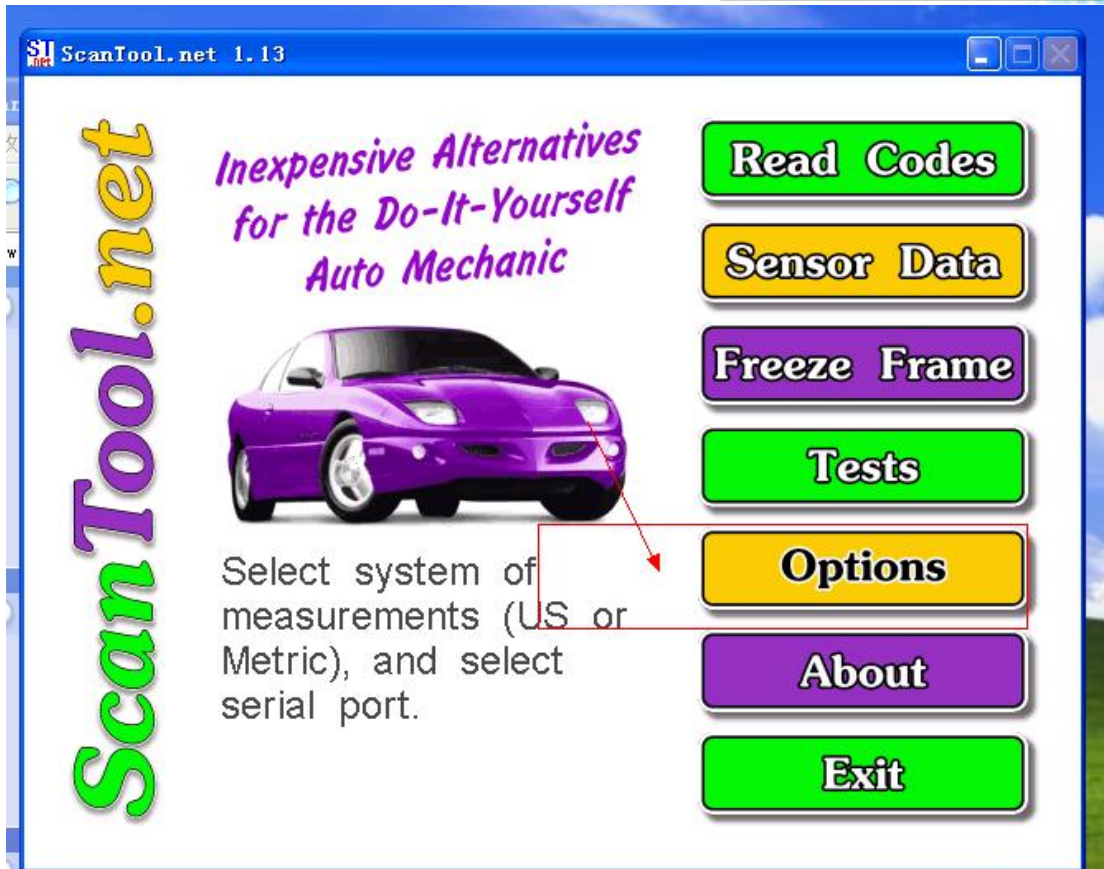 ScanTool.net 1.13
ScanTool.net
Inexpensive Alternatives
for the Do-It-Yourself
Auto Mechanic
Select system of
measurements (US or
Metric), and select
serial port.
Read Codes
Sensor Data
Freeze Frame
Tests
Options
About
Exit